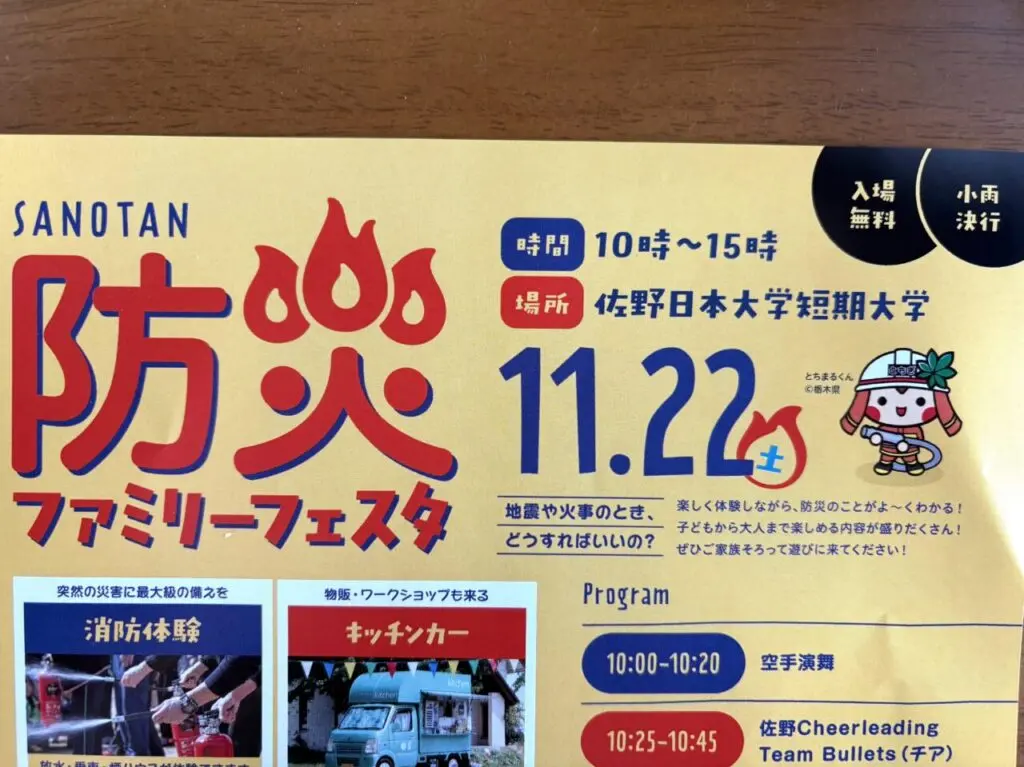 入場
無料
小雨
決行
SANOTAN
防災
ファミリーフェスタ
時間 10時～15時
場所 佐野日本大学短期大学
11.22 土
とちまるくん
©栃木県
とちぎ
地震や火事のとき、
どうすればいいの?
楽しく体験しながら、防災のことがよ～くわかる!
子どもから大人まで楽しめる内容が盛りだくさん!
ぜひご家族そろって遊びに来てください!
突然の災害に最大級の備えを
消防体験
物販・ワークショップも来る
キッチンカー
kitchen
Program
10:00-10:20 空手演舞
10:25-10:45 佐野Cheerleading
Team Bullets(チア)